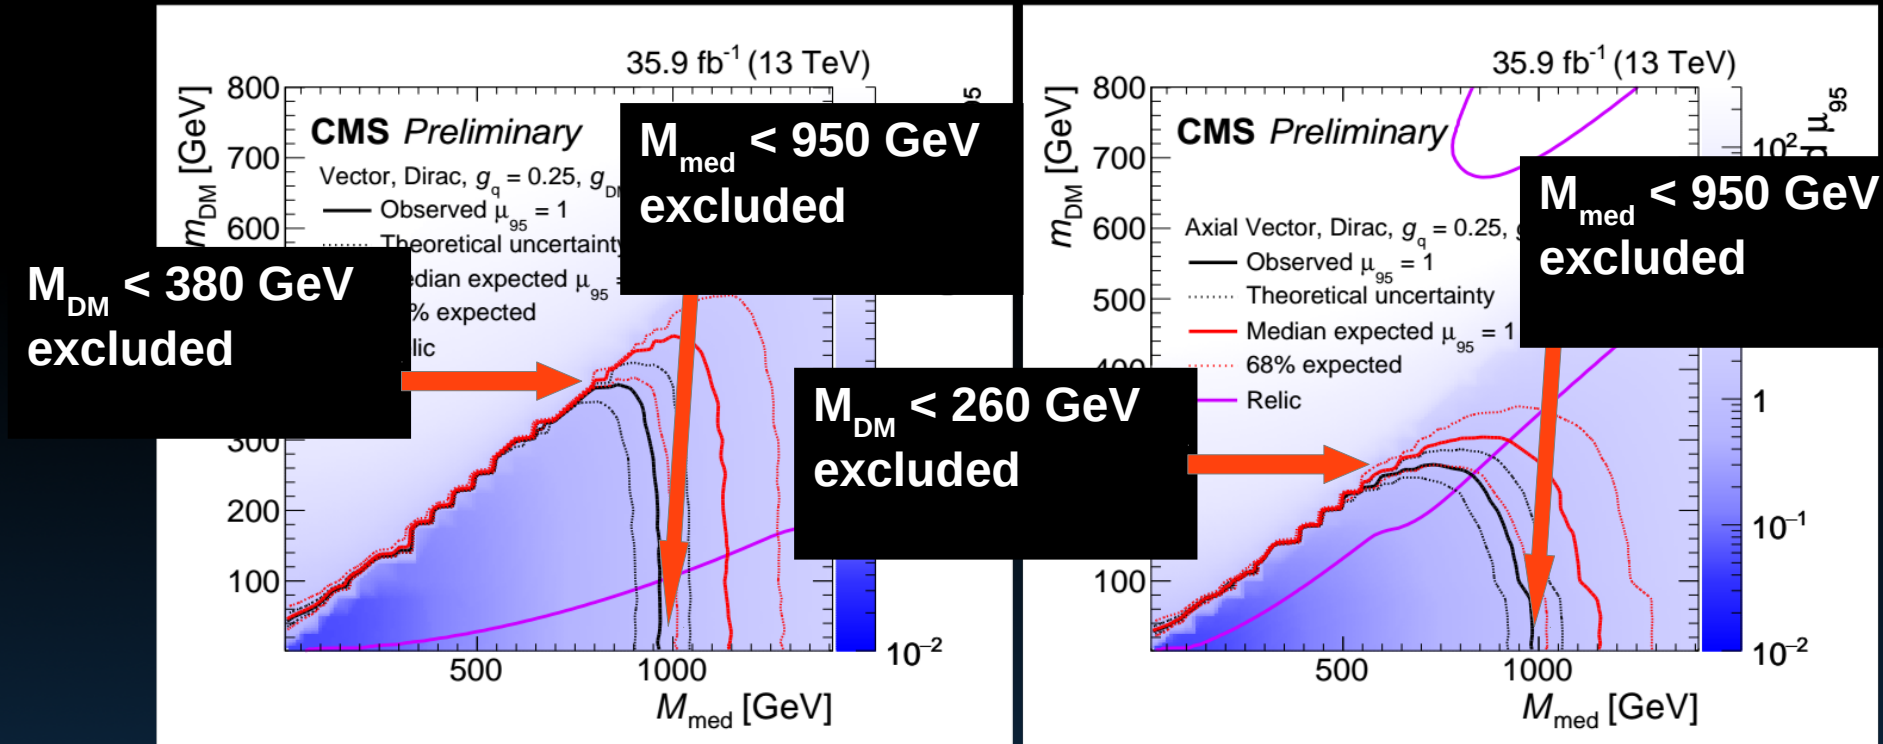 35.9 fb⁻¹ (13 TeV)
CMS Preliminary
Vector, Dirac, g_q = 0.25,
Observed μ_95 = 1
Theoretical uncertainty
expected μ_95
expected
m_DM [GeV]
800
700
600
300
200
100
500
1000
M_med [GeV]
10⁻²
M_med < 950 GeV
excluded
M_DM < 380 GeV
excluded
35.9 fb⁻¹ (13 TeV)
CMS Preliminary
Axial Vector, Dirac, g_q = 0.25,
Observed μ_95 = 1
Theoretical uncertainty
Median expected μ_95 = 1
68% expected
Relic
m_DM [GeV]
800
700
600
500
100
500
1000
M_med [GeV]
μ_95
10²
1
10⁻¹
10⁻²
M_med < 950 GeV
excluded
M_DM < 260 GeV
excluded